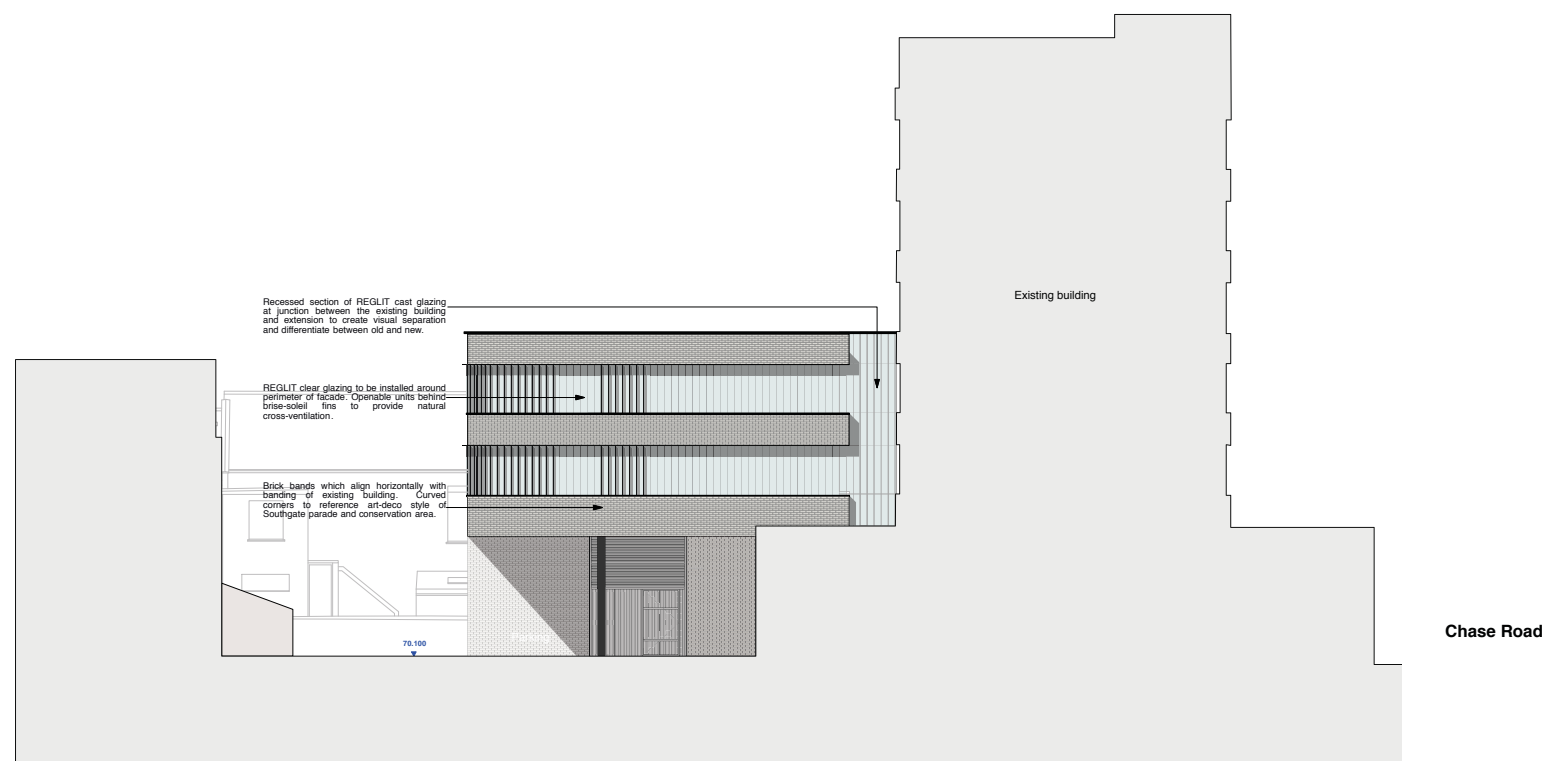 Recessed section of REGLIT cast glazing
at junction between the existing building
and extension to create visual separation
and differentiate between old and new.
Existing building
REGLIT clear glazing to be installed around
perimeter of facade. Openable units behind
brise-soleil fins to provide natural
cross-ventilation.
Brick bands which align horizontally with
banding of existing building. Curved
corners to reference art-deco style of
Southgate parade and conservation area.
70.100
Chase Road